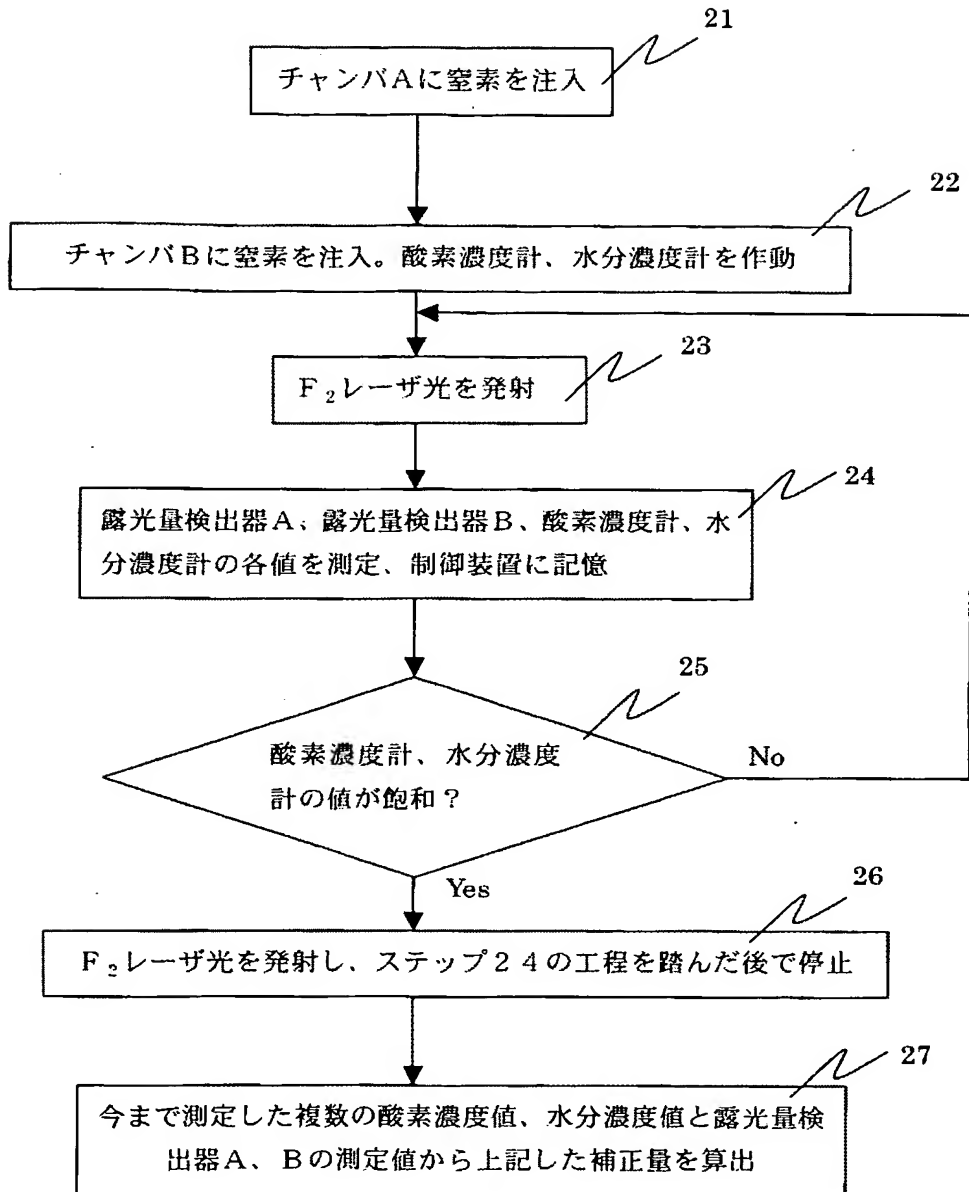 21
チャンバAに窒素を注入
22
チャンバBに窒素を注入。酸素濃度計、水分濃度計を作動
23
F₂レーザ光を発射
24
露光量検出器A、露光量検出器B、酸素濃度計、水
分濃度計の各値を測定、制御装置に記憶
25
酸素濃度計、水分濃度
計の値が飽和？
No
Yes
26
F₂レーザ光を発射し、ステップ24の工程を踏んだ後で停止
27
今まで測定した複数の酸素濃度値、水分濃度値と露光量検
出器A、Bの測定値から上記した補正量を算出